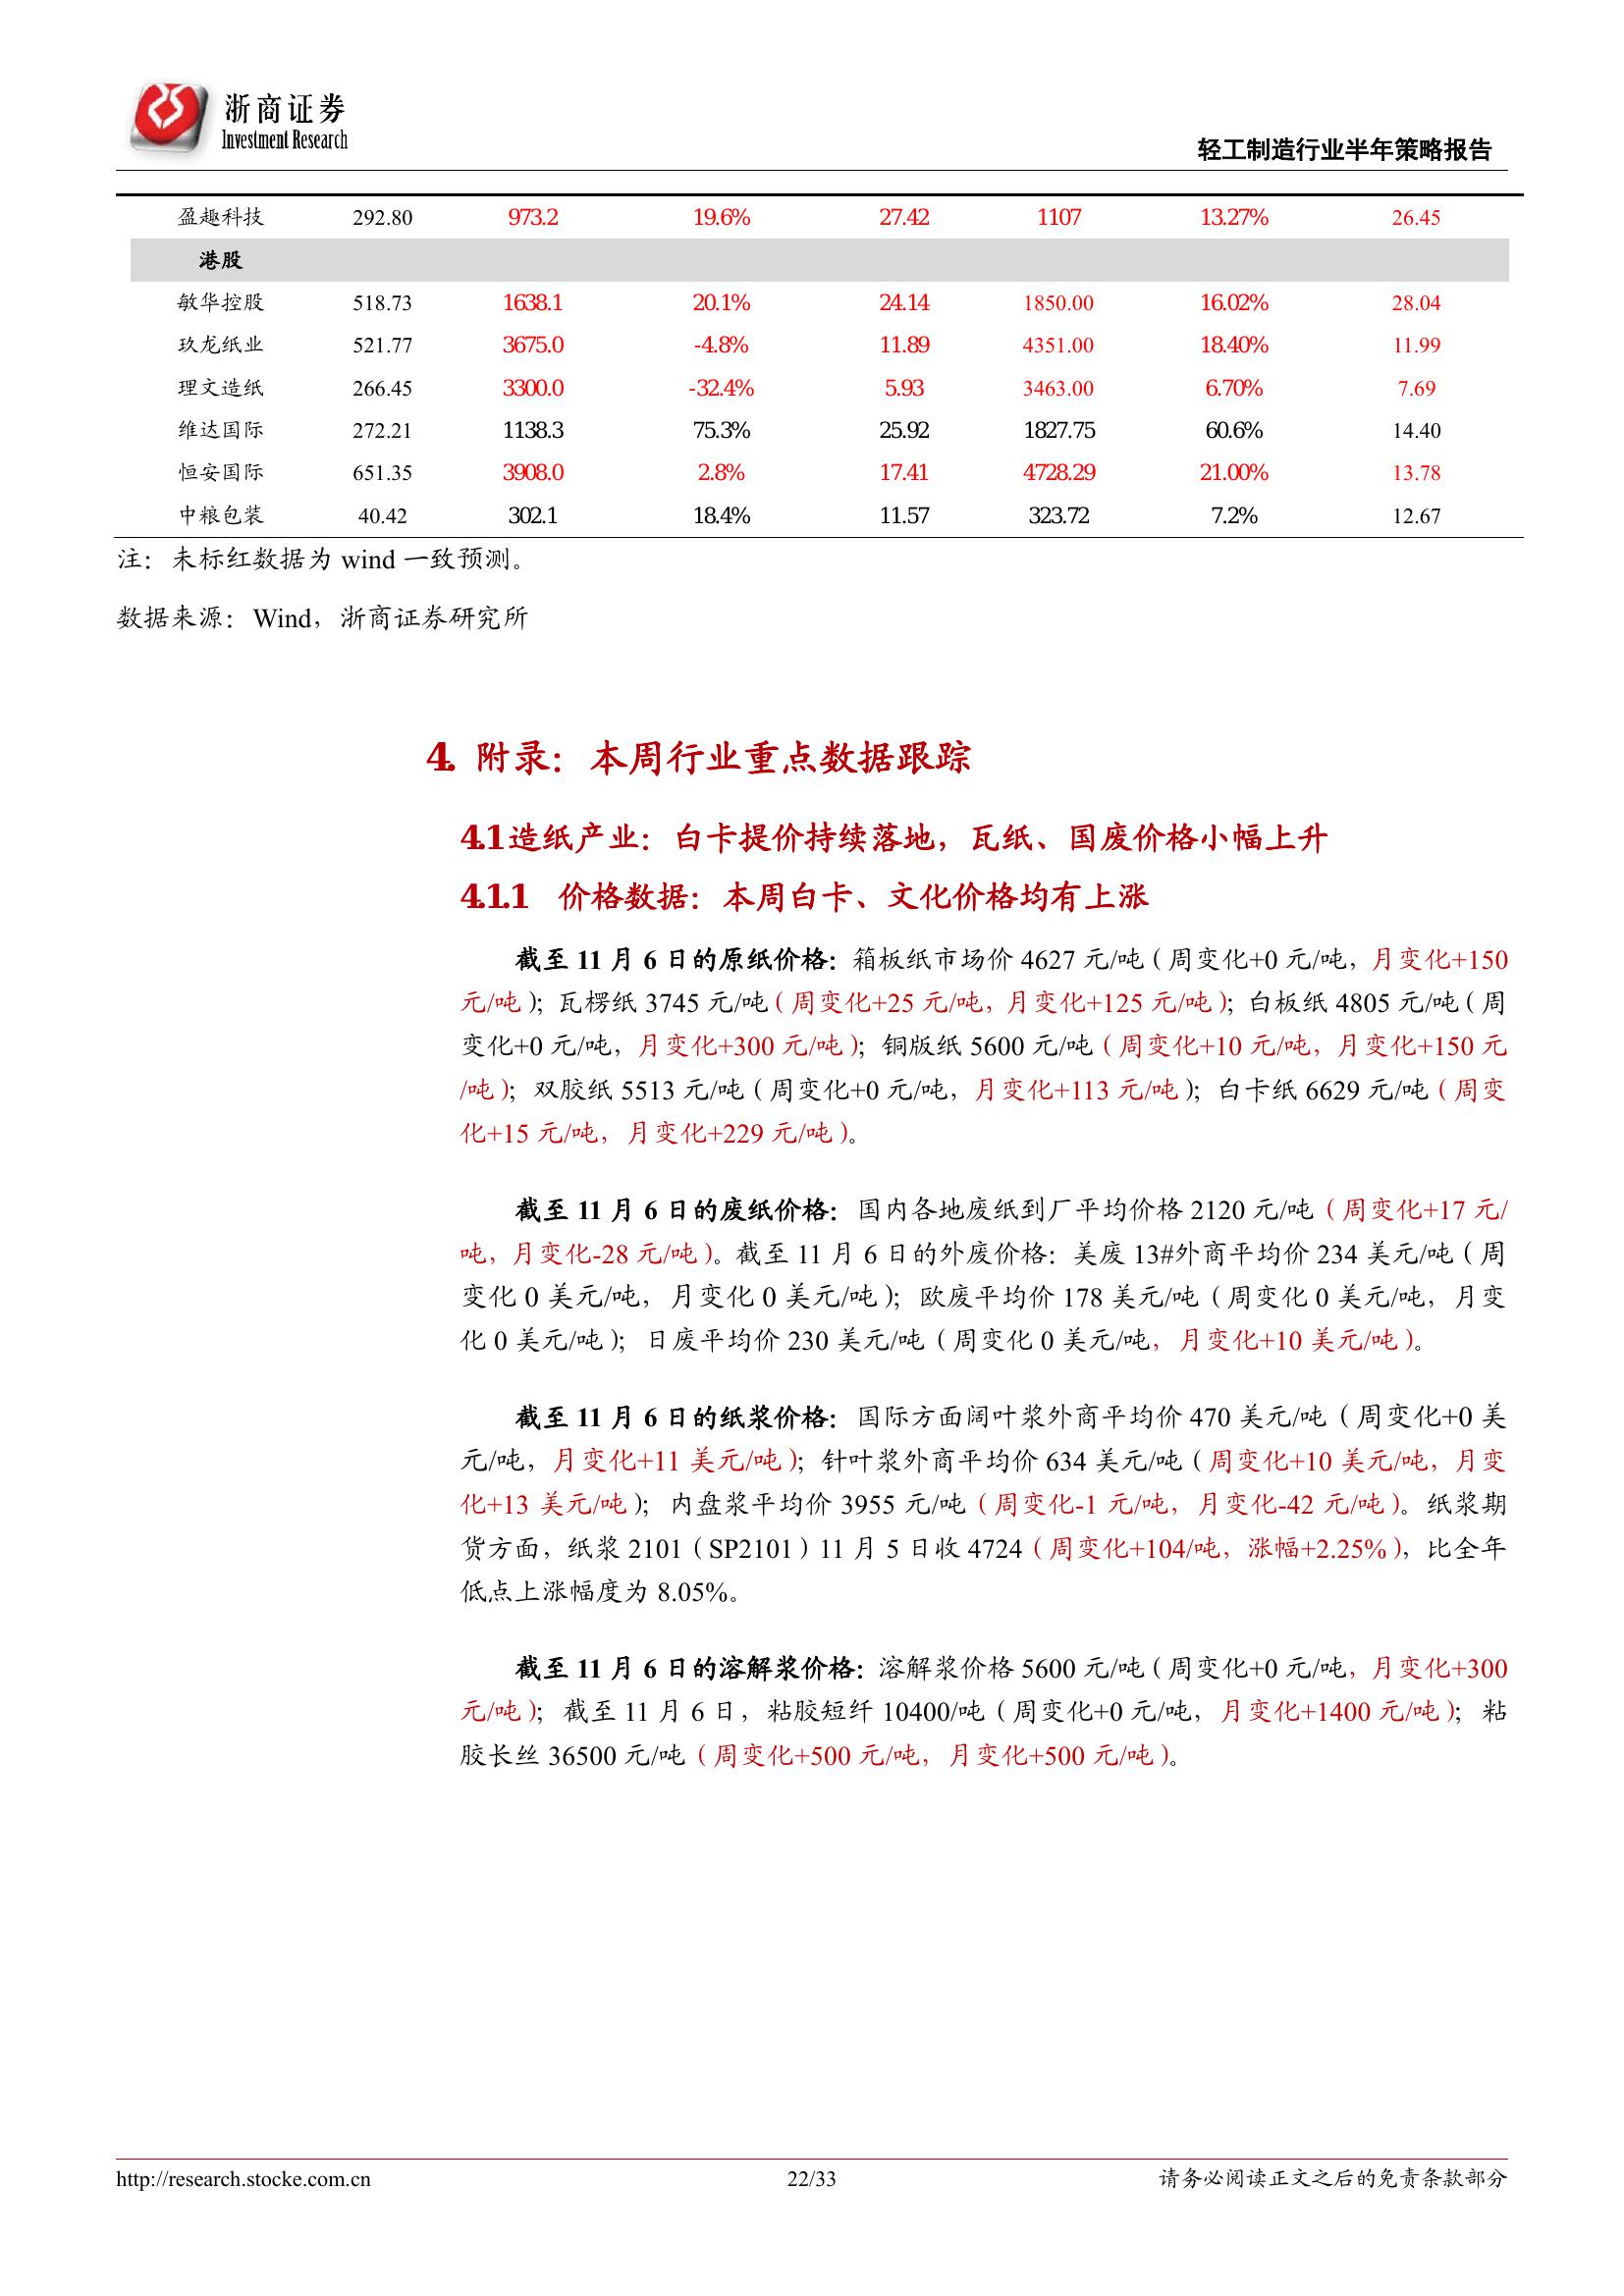 浙商证券
Investment Research
轻工制造行业半年策略报告
盈趣科技 292.80 973.2 19.6% 27.42 1107 13.27% 26.45
港股
敏华控股 518.73 1638.1 20.1% 24.14 1850.00 16.02% 28.04
玖龙纸业 521.77 3675.0 -4.8% 11.89 4351.00 18.40% 11.99
理文造纸 266.45 3300.0 -32.4% 5.93 3463.00 6.70% 7.69
维达国际 272.21 1138.3 75.3% 25.92 1827.75 60.6% 14.40
恒安国际 651.35 3908.0 2.8% 17.41 4728.29 21.00% 13.78
中粮包装 40.42 302.1 18.4% 11.57 323.72 7.2% 12.67
注：未标红数据为 wind 一致预测。
数据来源：Wind，浙商证券研究所
4. 附录：本周行业重点数据跟踪
4.1造纸产业：白卡提价持续落地，瓦纸、国废价格小幅上升
4.1.1 价格数据：本周白卡、文化价格均有上涨
截至 11 月 6 日的原纸价格：箱板纸市场价 4627 元/吨（周变化+0 元/吨，月变化+150
元/吨）；瓦楞纸 3745 元/吨（周变化+25 元/吨，月变化+125 元/吨）；白板纸 4805 元/吨（周
变化+0 元/吨，月变化+300 元/吨）；铜版纸 5600 元/吨（周变化+10 元/吨，月变化+150 元
/吨）；双胶纸 5513 元/吨（周变化+0 元/吨，月变化+113 元/吨）；白卡纸 6629 元/吨（周变
化+15 元/吨，月变化+229 元/吨）。
截至 11 月 6 日的废纸价格：国内各地废纸到厂平均价格 2120 元/吨（周变化+17 元/
吨，月变化-28 元/吨）。截至 11 月 6 日的外废价格：美废 13#外商平均价 234 美元/吨（周
变化 0 美元/吨，月变化 0 美元/吨）；欧废平均价 178 美元/吨（周变化 0 美元/吨，月变
化 0 美元/吨）；日废平均价 230 美元/吨（周变化 0 美元/吨，月变化+10 美元/吨）。
截至 11 月 6 日的纸浆价格：国际方面阔叶浆外商平均价 470 美元/吨（周变化+0 美
元/吨，月变化+11 美元/吨）；针叶浆外商平均价 634 美元/吨（周变化+10 美元/吨，月变
化+13 美元/吨）；内盘浆平均价 3955 元/吨（周变化-1 元/吨，月变化-42 元/吨）。纸浆期
货方面，纸浆 2101（SP2101）11 月 5 日收 4724（周变化+104/吨，涨幅+2.25%），比全年
低点上涨幅度为 8.05%。
截至 11 月 6 日的溶解浆价格：溶解浆价格 5600 元/吨（周变化+0 元/吨，月变化+300
元/吨）；截至 11 月 6 日，粘胶短纤 10400/吨（周变化+0 元/吨，月变化+1400 元/吨）；粘
胶长丝 36500 元/吨（周变化+500 元/吨，月变化+500 元/吨）。
http://research.stocke.com.cn 22/33 请务必阅读正文之后的免责条款部分